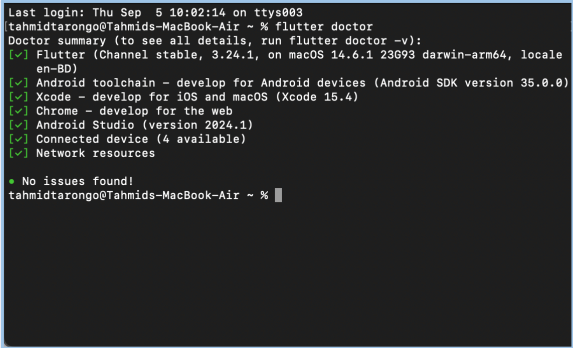 Last login: Thu Sep  5 10:02:14 on ttys003
[tahmidtarongo@Tahmids-MacBook-Air ~ % flutter doctor
Doctor summary (to see all details, run flutter doctor -v):
[✓] Flutter (Channel stable, 3.24.1, on macOS 14.6.1 23G93 darwin-arm64, locale
    en-BD)
[✓] Android toolchain - develop for Android devices (Android SDK version 35.0.0)
[✓] Xcode - develop for iOS and macOS (Xcode 15.4)
[✓] Chrome - develop for the web
[✓] Android Studio (version 2024.1)
[✓] Connected device (4 available)
[✓] Network resources
• No issues found!
tahmidtarongo@Tahmids-MacBook-Air ~ %